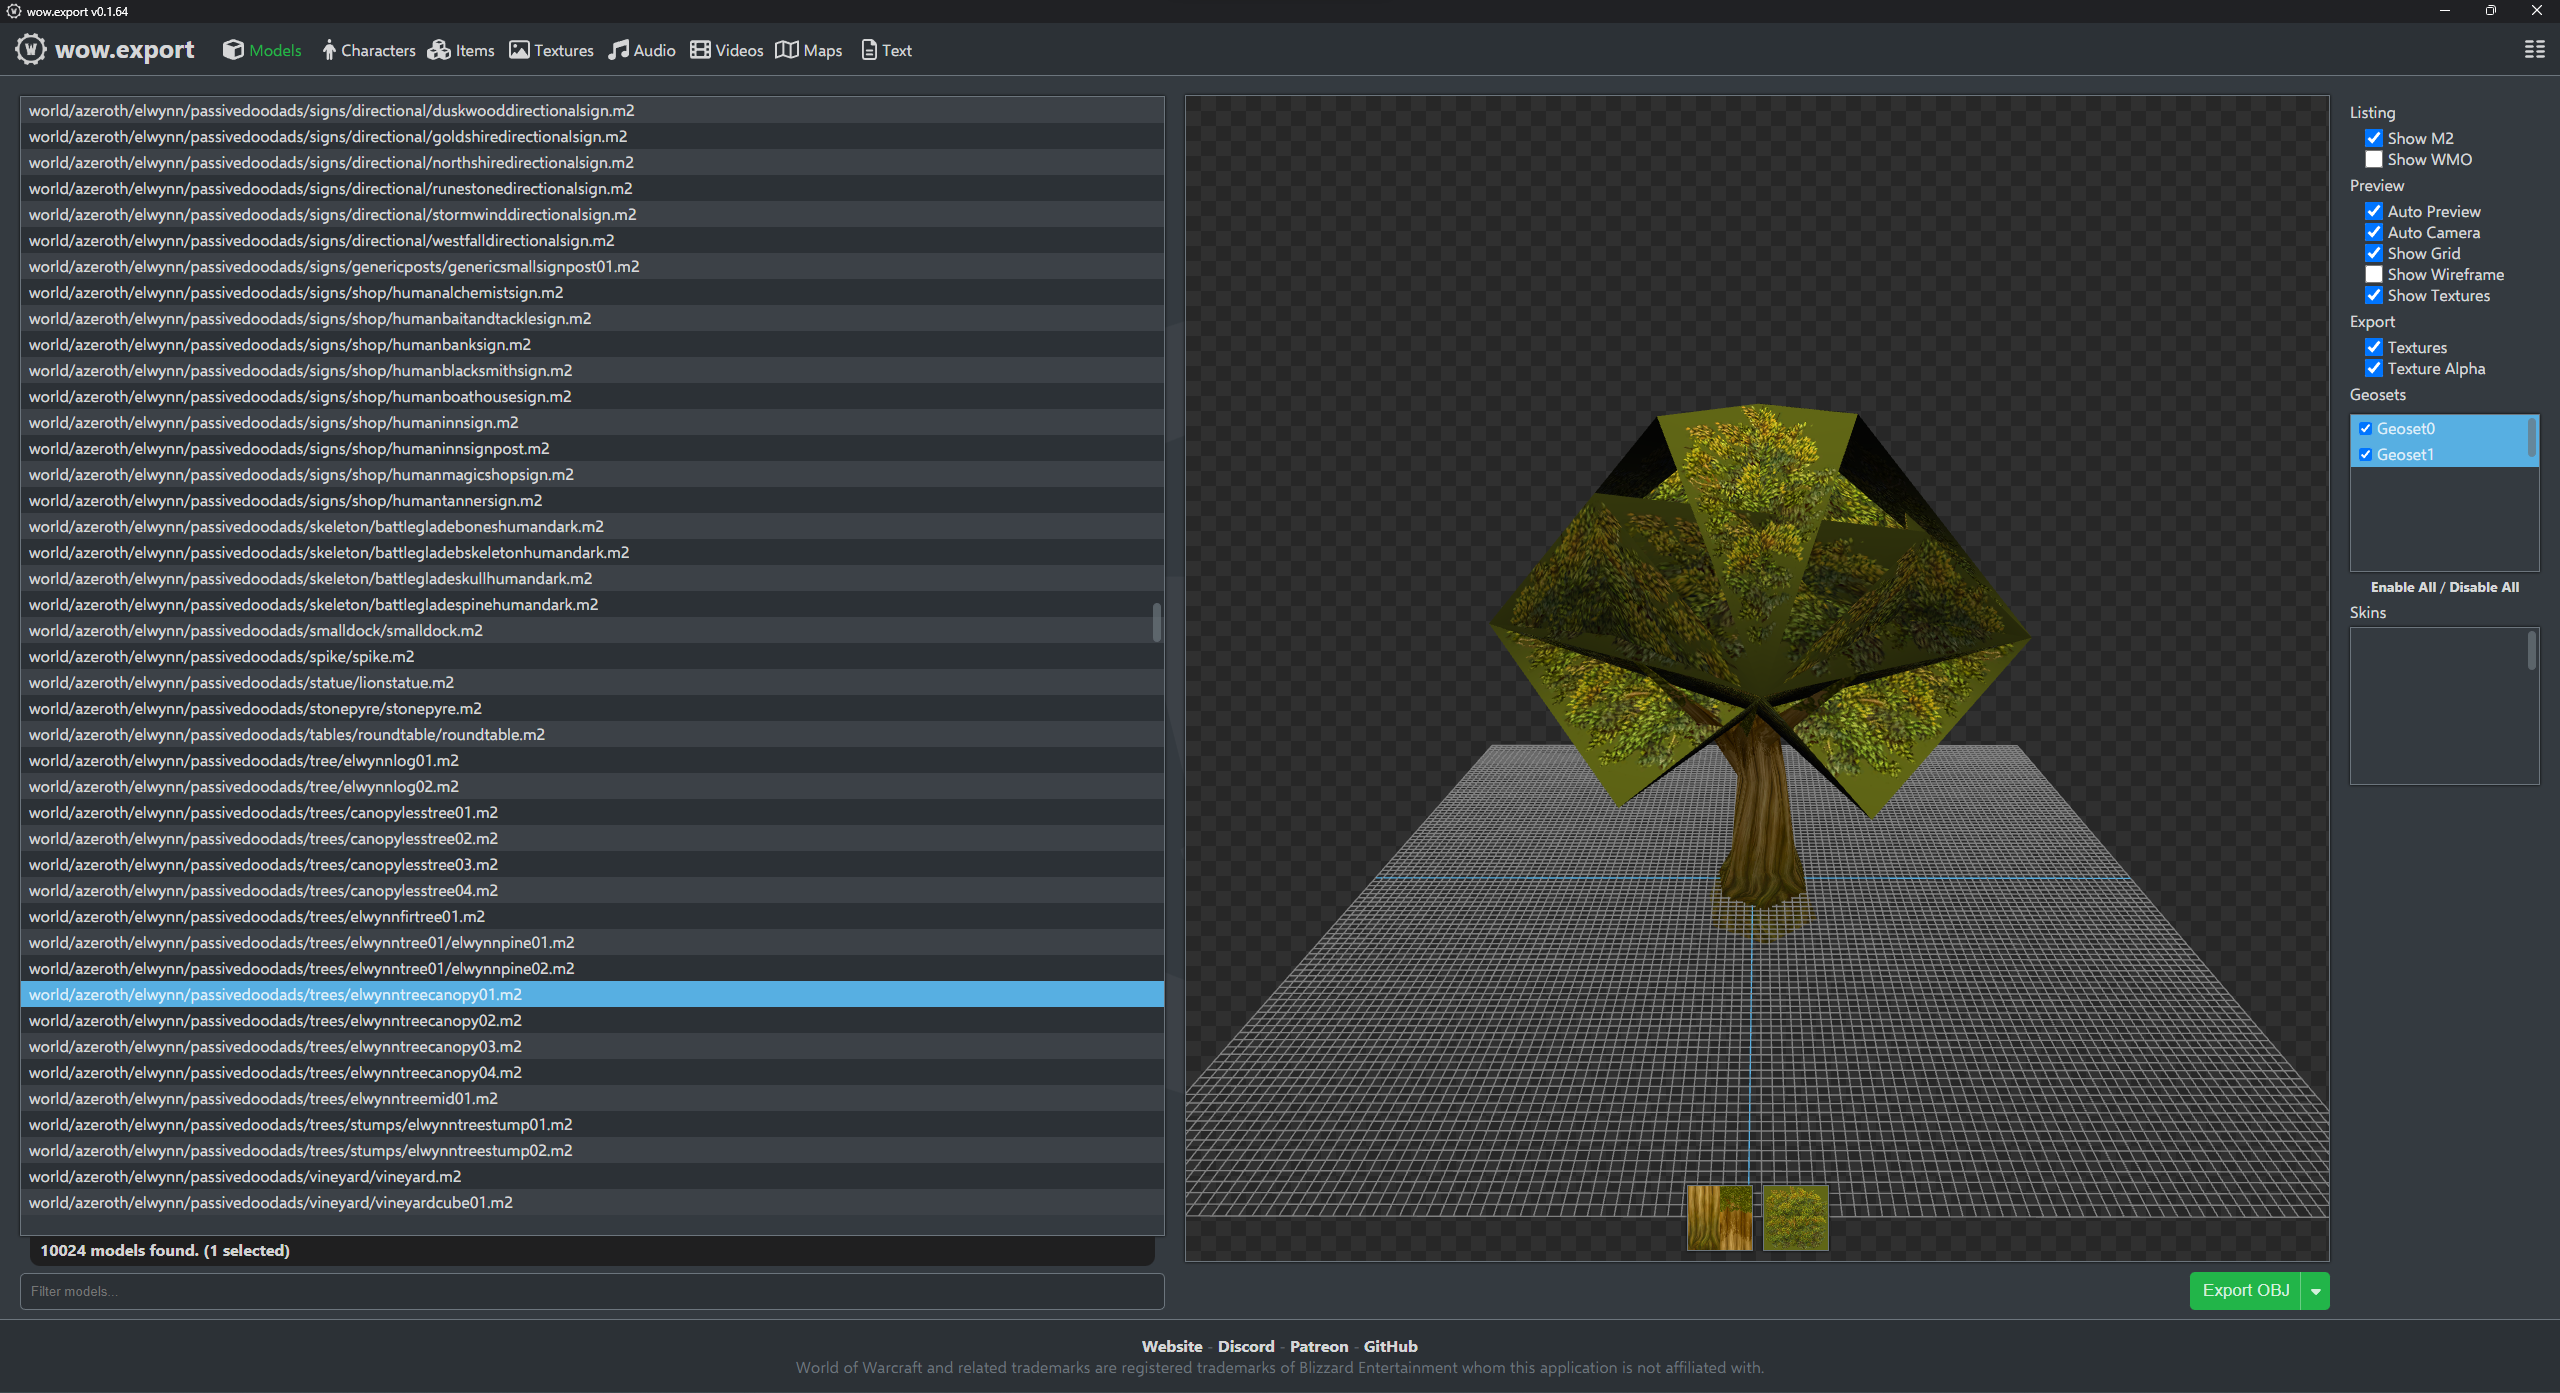 wow.export v0.1.64
wow.export Models Characters Items Textures Audio Videos Maps Text
world/azeroth/elwynn/passivedoodads/signs/directional/duskwooddirectionalsign.m2
world/azeroth/elwynn/passivedoodads/signs/directional/goldshiredirectionalsign.m2
world/azeroth/elwynn/passivedoodads/signs/directional/northshiredirectionalsign.m2
world/azeroth/elwynn/passivedoodads/signs/directional/runestonedirectionalsign.m2
world/azeroth/elwynn/passivedoodads/signs/directional/stormwinddirectionalsign.m2
world/azeroth/elwynn/passivedoodads/signs/directional/westfalldirectionalsign.m2
world/azeroth/elwynn/passivedoodads/signs/genericposts/genericsmallsignpost01.m2
world/azeroth/elwynn/passivedoodads/signs/shop/humanalchemistsign.m2
world/azeroth/elwynn/passivedoodads/signs/shop/humanbaitandtacklesign.m2
world/azeroth/elwynn/passivedoodads/signs/shop/humanbanksign.m2
world/azeroth/elwynn/passivedoodads/signs/shop/humanblacksmithsign.m2
world/azeroth/elwynn/passivedoodads/signs/shop/humanboathousesign.m2
world/azeroth/elwynn/passivedoodads/signs/shop/humaninnsign.m2
world/azeroth/elwynn/passivedoodads/signs/shop/humaninnsignpost.m2
world/azeroth/elwynn/passivedoodads/signs/shop/humanmagicshopsign.m2
world/azeroth/elwynn/passivedoodads/signs/shop/humantannersign.m2
world/azeroth/elwynn/passivedoodads/skeleton/battlegladeboneshumandark.m2
world/azeroth/elwynn/passivedoodads/skeleton/battlegladebskeletonhumandark.m2
world/azeroth/elwynn/passivedoodads/skeleton/battlegladeskullhumandark.m2
world/azeroth/elwynn/passivedoodads/skeleton/battlegladespinehumandark.m2
world/azeroth/elwynn/passivedoodads/smalldock/smalldock.m2
world/azeroth/elwynn/passivedoodads/spike/spike.m2
world/azeroth/elwynn/passivedoodads/statue/lionstatue.m2
world/azeroth/elwynn/passivedoodads/stonepyre/stonepyre.m2
world/azeroth/elwynn/passivedoodads/tables/roundtable/roundtable.m2
world/azeroth/elwynn/passivedoodads/tree/elwynnlog01.m2
world/azeroth/elwynn/passivedoodads/tree/elwynnlog02.m2
world/azeroth/elwynn/passivedoodads/trees/canopylesstree01.m2
world/azeroth/elwynn/passivedoodads/trees/canopylesstree02.m2
world/azeroth/elwynn/passivedoodads/trees/canopylesstree03.m2
world/azeroth/elwynn/passivedoodads/trees/canopylesstree04.m2
world/azeroth/elwynn/passivedoodads/trees/elwynnfirtree01.m2
world/azeroth/elwynn/passivedoodads/trees/elwynntree01/elwynnpine01.m2
world/azeroth/elwynn/passivedoodads/trees/elwynntree01/elwynnpine02.m2
world/azeroth/elwynn/passivedoodads/trees/elwynntreecanopy01.m2
world/azeroth/elwynn/passivedoodads/trees/elwynntreecanopy02.m2
world/azeroth/elwynn/passivedoodads/trees/elwynntreecanopy03.m2
world/azeroth/elwynn/passivedoodads/trees/elwynntreecanopy04.m2
world/azeroth/elwynn/passivedoodads/trees/elwynntreemid01.m2
world/azeroth/elwynn/passivedoodads/trees/stumps/elwynntreestump01.m2
world/azeroth/elwynn/passivedoodads/trees/stumps/elwynntreestump02.m2
world/azeroth/elwynn/passivedoodads/vineyard/vineyard.m2
world/azeroth/elwynn/passivedoodads/vineyard/vineyardcube01.m2
10024 models found. (1 selected)
Filter models...
Listing
Show M2
Show WMO
Preview
Auto Preview
Auto Camera
Show Grid
Show Wireframe
Show Textures
Export
Textures
Texture Alpha
Geosets
Geoset0
Geoset1
Enable All / Disable All
Skins
Export OBJ
Website - Discord - Patreon - GitHub
World of Warcraft and related trademarks are registered trademarks of Blizzard Entertainment whom this application is not affiliated with.